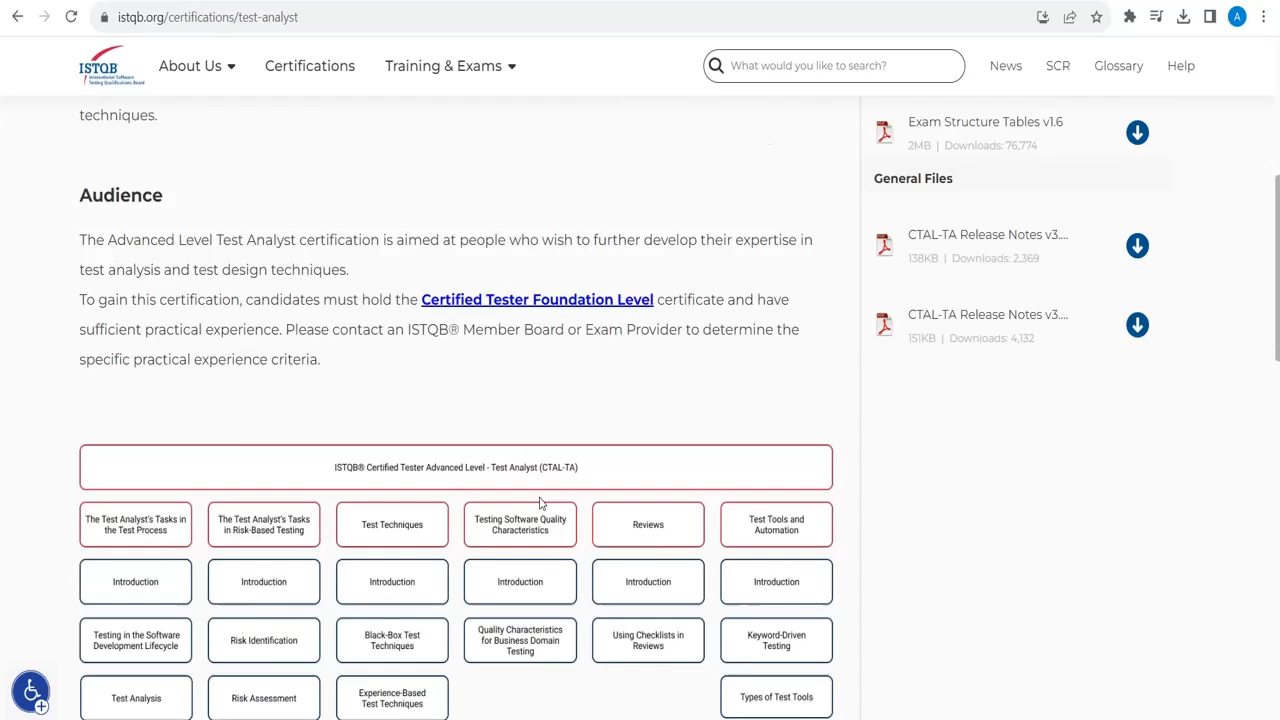 istqb.org/certifications/test-analyst
A
ISTQB
International Software
Testing Qualifications Board
About Us
Certifications
Training & Exams
What would you like to search?
News
SCR
Glossary
Help
techniques.
Audience
The Advanced Level Test Analyst certification is aimed at people who wish to further develop their expertise in
test analysis and test design techniques.
To gain this certification, candidates must hold the Certified Tester Foundation Level certificate and have
sufficient practical experience. Please contact an ISTQB® Member Board or Exam Provider to determine the
specific practical experience criteria.
Exam Structure Tables v1.6
2MB | Downloads: 76,774
General Files
CTAL-TA Release Notes v3....
138KB | Downloads: 2,369
CTAL-TA Release Notes v3....
151KB | Downloads: 4,132
ISTQB® Certified Tester Advanced Level - Test Analyst (CTAL-TA)
The Test Analyst's Tasks in
the Test Process
The Test Analyst's Tasks
in Risk-Based Testing
Test Techniques
Testing Software Quality
Characteristics
Reviews
Test Tools and
Automation
Introduction
Introduction
Introduction
Introduction
Introduction
Introduction
Testing in the Software
Development Lifecycle
Risk Identification
Black-Box Test
Techniques
Quality Characteristics
for Business Domain
Testing
Using Checklists in
Reviews
Keyword-Driven
Testing
Test Analysis
Risk Assessment
Experience-Based
Test Techniques
Types of Test Tools